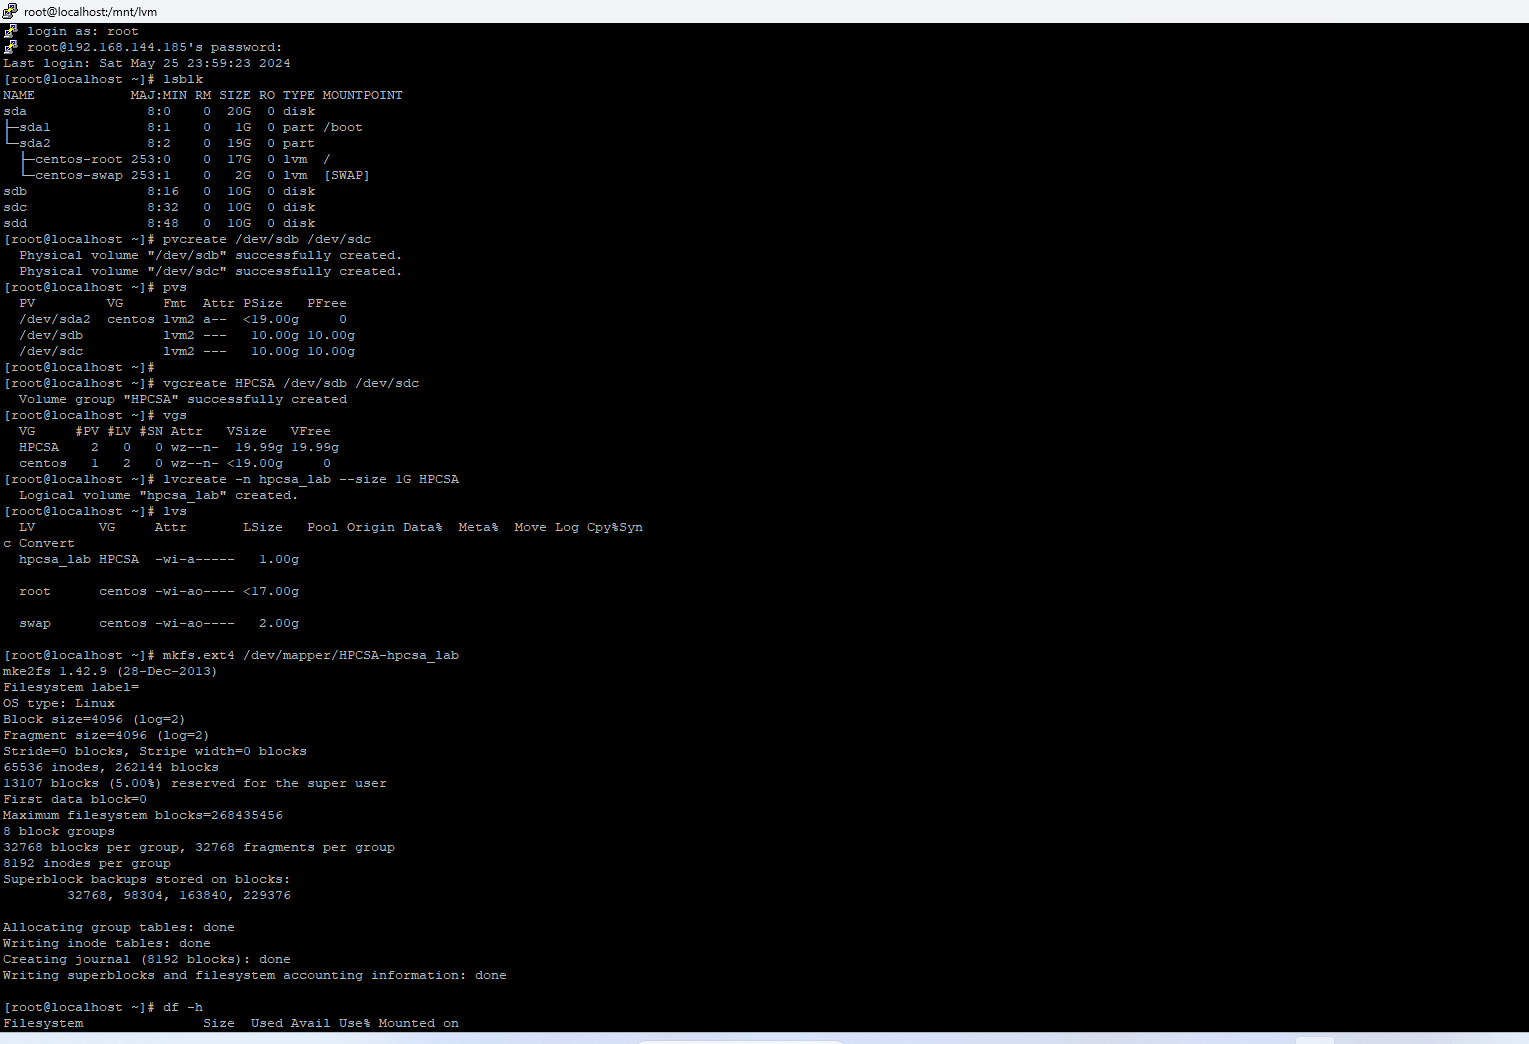 root@localhost:/mnt/lvm
login as: root
root@192.168.144.185's password:
Last login: Sat May 25 23:59:23 2024
[root@localhost ~]# lsblk
NAME            MAJ:MIN RM SIZE RO TYPE MOUNTPOINT
sda               8:0    0  20G  0 disk
├─sda1            8:1    0   1G  0 part /boot
└─sda2            8:2    0  19G  0 part
  ├─centos-root 253:0    0  17G  0 lvm  /
  └─centos-swap 253:1    0   2G  0 lvm  [SWAP]
sdb               8:16   0  10G  0 disk
sdc               8:32   0  10G  0 disk
sdd               8:48   0  10G  0 disk
[root@localhost ~]# pvcreate /dev/sdb /dev/sdc
  Physical volume "/dev/sdb" successfully created.
  Physical volume "/dev/sdc" successfully created.
[root@localhost ~]# pvs
  PV         VG     Fmt  Attr PSize   PFree
  /dev/sda2  centos lvm2 a--  <19.00g     0
  /dev/sdb          lvm2 ---   10.00g 10.00g
  /dev/sdc          lvm2 ---   10.00g 10.00g
[root@localhost ~]#
[root@localhost ~]# vgcreate HPCSA /dev/sdb /dev/sdc
  Volume group "HPCSA" successfully created
[root@localhost ~]# vgs
  VG     #PV #LV #SN Attr   VSize   VFree
  HPCSA    2   0   0 wz--n-  19.99g 19.99g
  centos   1   2   0 wz--n- <19.00g     0
[root@localhost ~]# lvcreate -n hpcsa_lab --size 1G HPCSA
  Logical volume "hpcsa_lab" created.
[root@localhost ~]# lvs
  LV        VG     Attr       LSize   Pool Origin Data%  Meta%  Move Log Cpy%Syn
c Convert
  hpcsa_lab HPCSA  -wi-a-----   1.00g
  root      centos -wi-ao---- <17.00g
  swap      centos -wi-ao----   2.00g
[root@localhost ~]# mkfs.ext4 /dev/mapper/HPCSA-hpcsa_lab
mke2fs 1.42.9 (28-Dec-2013)
Filesystem label=
OS type: Linux
Block size=4096 (log=2)
Fragment size=4096 (log=2)
Stride=0 blocks, Stripe width=0 blocks
65536 inodes, 262144 blocks
13107 blocks (5.00%) reserved for the super user
First data block=0
Maximum filesystem blocks=268435456
8 block groups
32768 blocks per group, 32768 fragments per group
8192 inodes per group
Superblock backups stored on blocks:
        32768, 98304, 163840, 229376
Allocating group tables: done
Writing inode tables: done
Creating journal (8192 blocks): done
Writing superblocks and filesystem accounting information: done
[root@localhost ~]# df -h
Filesystem               Size  Used Avail Use% Mounted on